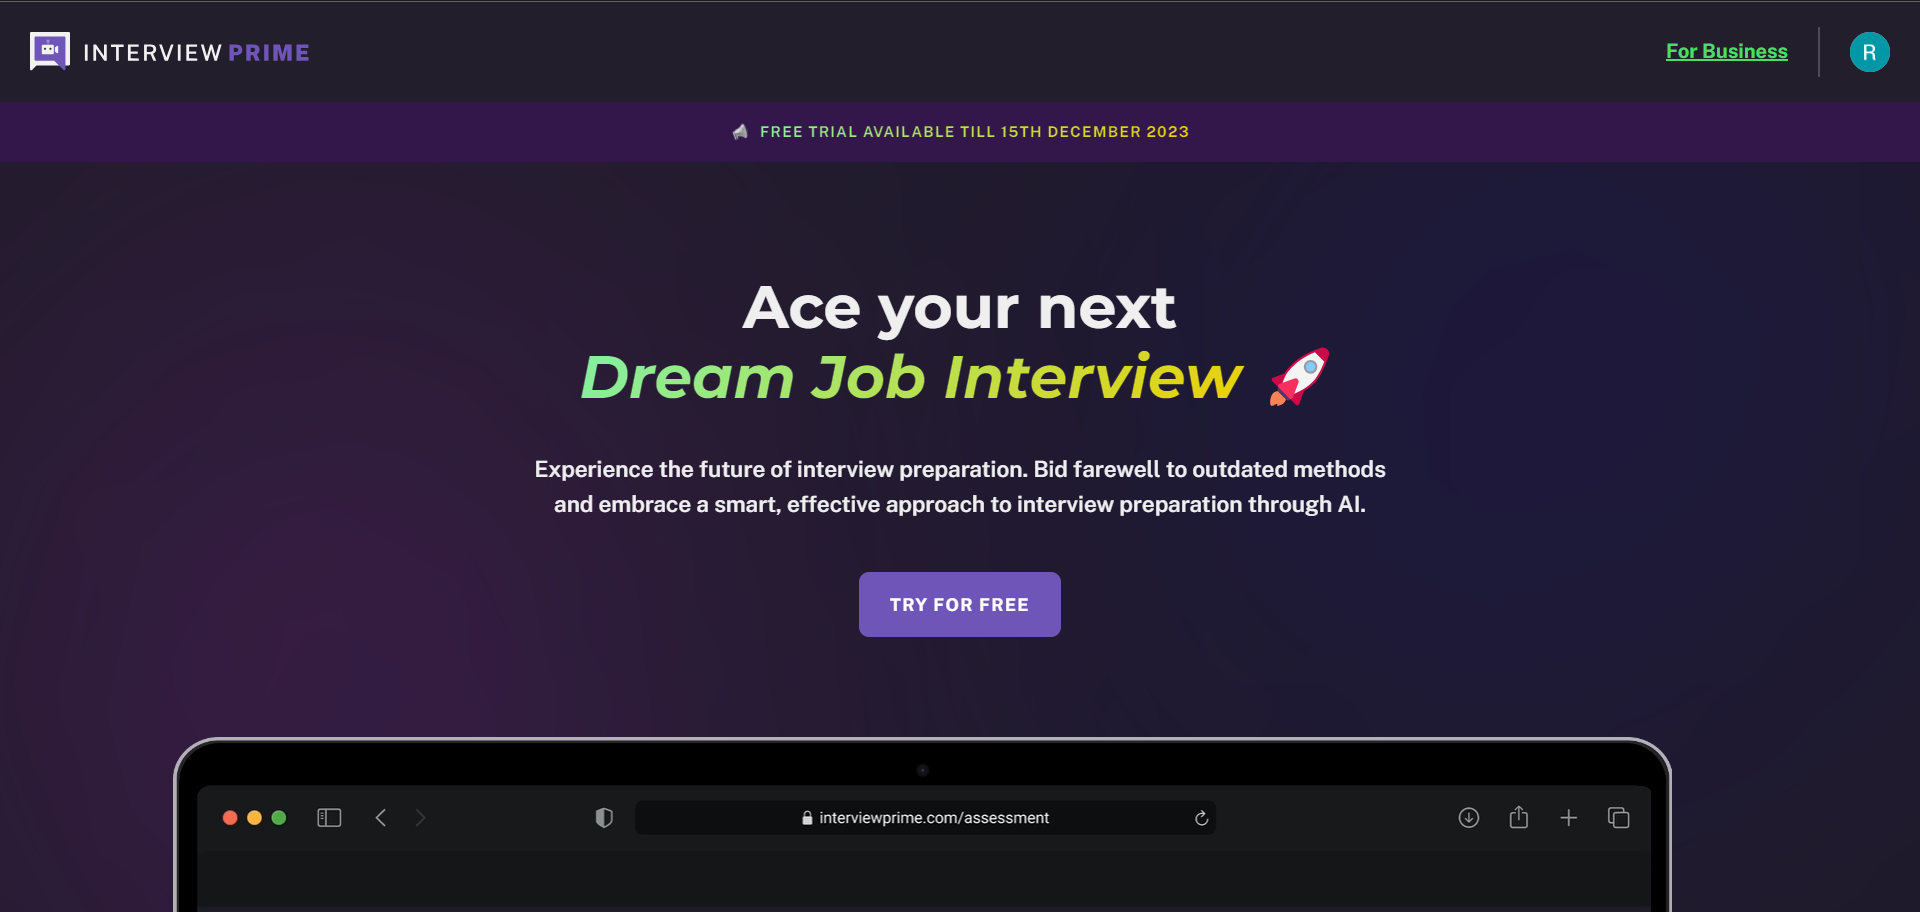 INTERVIEW PRIME
For Business
R
FREE TRIAL AVAILABLE TILL 15TH DECEMBER 2023
Ace your next
Dream Job Interview
Experience the future of interview preparation. Bid farewell to outdated methods
and embrace a smart, effective approach to interview preparation through AI.
TRY FOR FREE
interviewprime.com/assessment